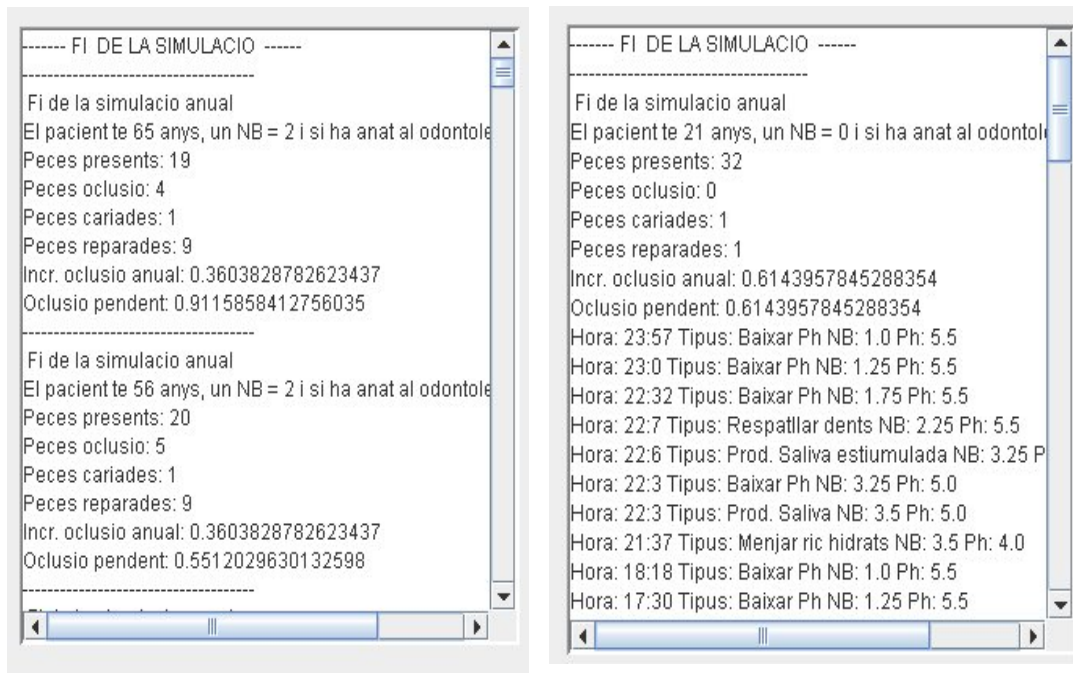 ------- FI DE LA SIMULACIO ------
------------------------------------
Fi de la simulacio anual
El pacient te 65 anys, un NB = 2 i si ha anat al
Peces presents: 19
Peces oclusio: 4
Peces cariades: 1
Peces reparades: 9
Incr. oclusio anual: 0.3603828782623437
Oclusio pendent: 0.9115858412756035
------------------------------------
Fi de la simulacio anual
El pacient te 56 anys, un NB = 2 i si ha anat al
Peces presents: 20
Peces oclusio: 5
Peces cariades: 1
Peces reparades: 9
Incr. oclusio anual: 0.3603828782623437
Oclusio pendent: 0.5512029630132598
------------------------------------
------- FI DE LA SIMULACIO ------
------------------------------------
Fi de la simulacio anual
El pacient te 21 anys, un NB = 0 i si ha anat al
Peces presents: 32
Peces oclusio: 0
Peces cariades: 1
Peces reparades: 1
Incr. oclusio anual: 0.6143957845288354
Oclusio pendent: 0.6143957845288354
Hora: 23:57 Tipus: Baixar Ph NB: 1.0 Ph: 5.5
Hora: 23:0 Tipus: Baixar Ph NB: 1.25 Ph: 5.5
Hora: 22:32 Tipus: Baixar Ph NB: 1.75 Ph: 5.5
Hora: 22:7 Tipus: Respatllar dents NB: 2.25 Ph: 5.5
Hora: 22:6 Tipus: Prod. Saliva estiumulada NB: 3.25 P
Hora: 22:3 Tipus: Baixar Ph NB: 3.25 Ph: 5.0
Hora: 22:3 Tipus: Prod. Saliva NB: 3.5 Ph: 5.0
Hora: 21:37 Tipus: Menjar ric hidrats NB: 3.5 Ph: 4.0
Hora: 18:18 Tipus: Baixar Ph NB: 1.0 Ph: 5.5
Hora: 17:30 Tipus: Baixar Ph NB: 1.25 Ph: 5.5